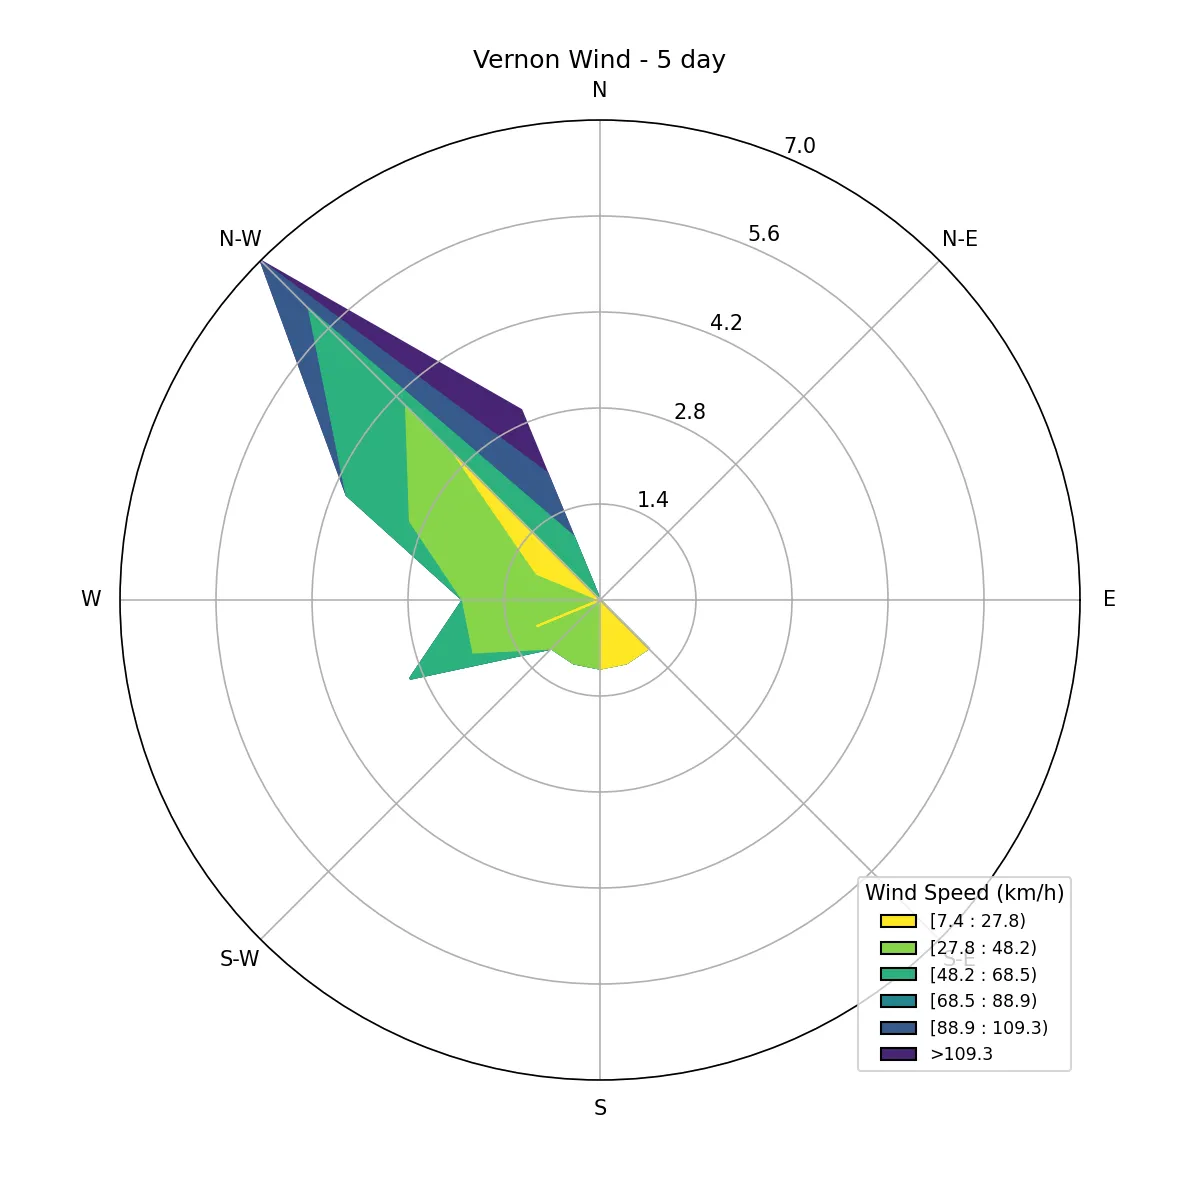 Vernon Wind - 5 day
N
7.0
5.6
N-W
N-E
4.2
2.8
1.4
W
E
Wind Speed (km/h)
[7.4 : 27.8)
[27.8 : 48.2)
S-W
S-E
[48.2 : 68.5)
[68.5 : 88.9)
[88.9 : 109.3)
>109.3
S